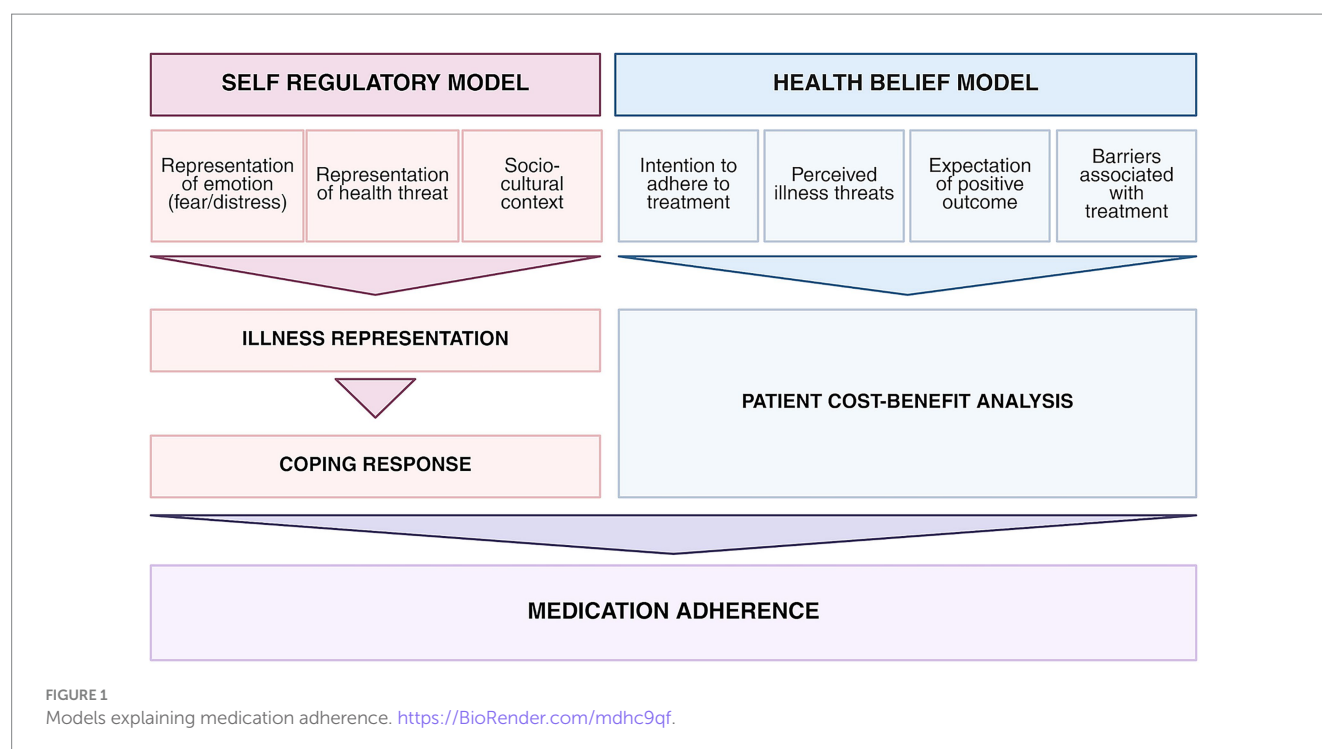 SELF REGULATORY MODEL
HEALTH BELIEF MODEL
Representation
of emotion
(fear/distress)
Representation
of health threat
Socio-
cultural
context
Intention to
adhere to
treatment
Perceived
illness threats
Expectation
of positive
outcome
Barriers
associated
with
treatment
ILLNESS REPRESENTATION
COPING RESPONSE
PATIENT COST-BENEFIT ANALYSIS
MEDICATION ADHERENCE
FIGURE 1
Models explaining medication adherence. https://BioRender.com/mdhc9qf.